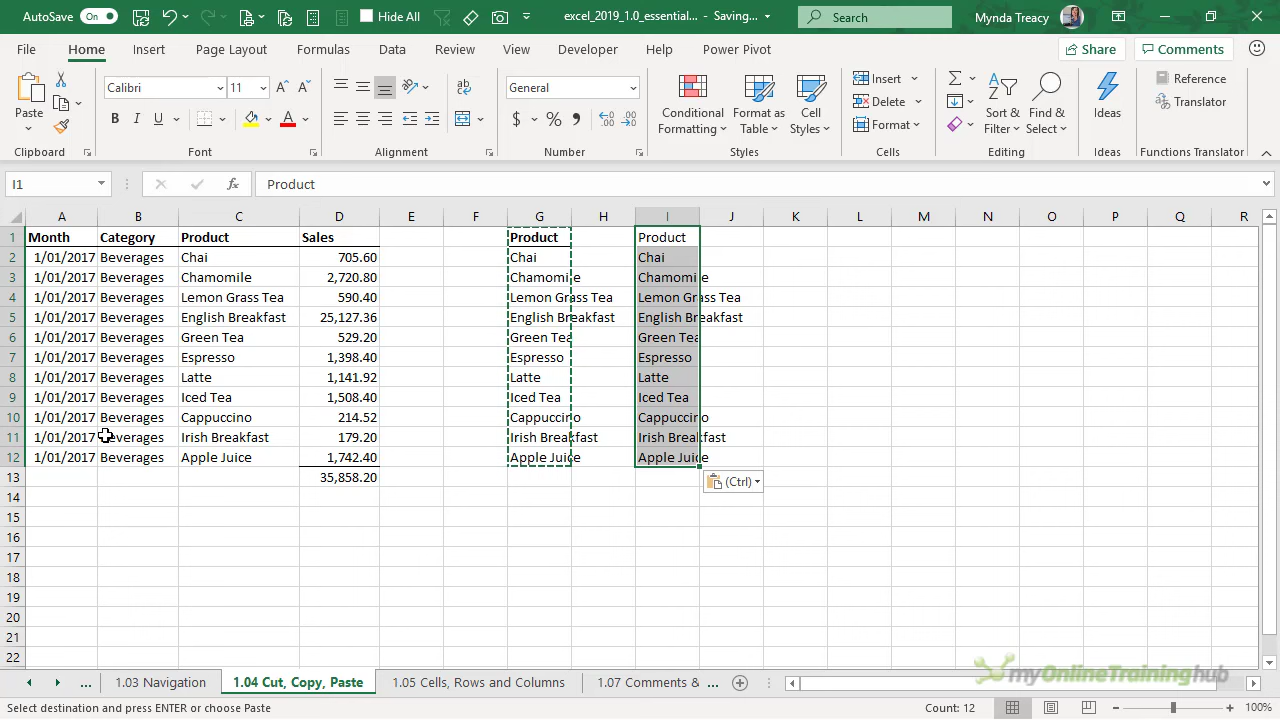 AutoSave On Hide All excel_2019_1.0_essential... - Saving... Search Mynda Treacy
File Home Insert Page Layout Formulas Data Review View Developer Help Power Pivot Share Comments
Calibri 11 General Insert Reference
Paste B I U $ % Conditional Formatting Format as Table Cell Styles Delete Sort & Filter Find & Select Ideas Translator
Format
Clipboard Font Alignment Number Styles Cells Editing Ideas Functions Translator
I1 fx Product
A B C D E F G H I J K L M N O P Q R
1 Month Category Product Sales Product Product
2 1/01/2017 Beverages Chai 705.60 Chai Chai
3 1/01/2017 Beverages Chamomile 2,720.80 Chamomile Chamomile
4 1/01/2017 Beverages Lemon Grass Tea 590.40 Lemon Grass Tea Lemon Grass Tea
5 1/01/2017 Beverages English Breakfast 25,127.36 English Breakfast English Breakfast
6 1/01/2017 Beverages Green Tea 529.20 Green Tea Green Tea
7 1/01/2017 Beverages Espresso 1,398.40 Espresso Espresso
8 1/01/2017 Beverages Latte 1,141.92 Latte Latte
9 1/01/2017 Beverages Iced Tea 1,508.40 Iced Tea Iced Tea
10 1/01/2017 Beverages Cappuccino 214.52 Cappuccino Cappuccino
11 1/01/2017 Beverages Irish Breakfast 179.20 Irish Breakfast Irish Breakfast
12 1/01/2017 Beverages Apple Juice 1,742.40 Apple Juice Apple Juice
13 35,858.20 (Ctrl)
14
15
16
17
18
19
20
21
22
myOnlineTraininghub
... 1.03 Navigation 1.04 Cut, Copy, Paste 1.05 Cells, Rows and Columns 1.07 Comments & ...
Select destination and press ENTER or choose Paste Count: 12 100%